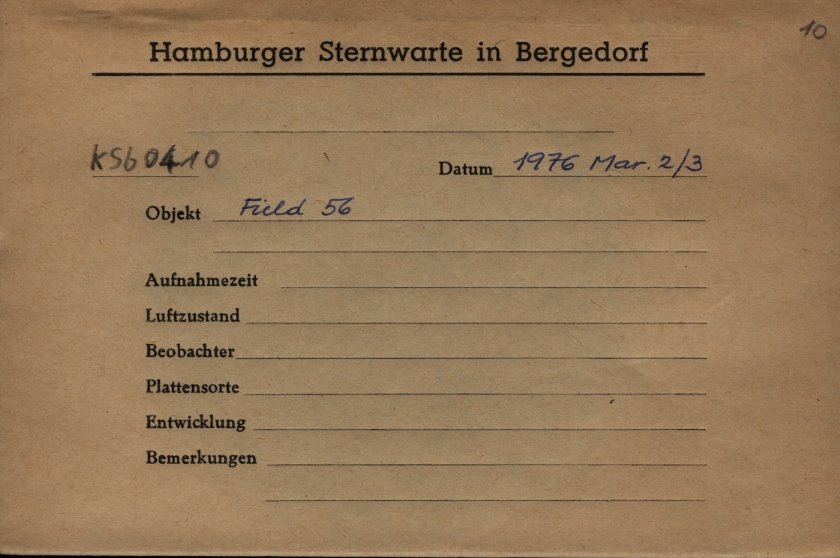 10
Hamburger Sternwarte in Bergedorf
KSb0410
Datum 1976 Mar. 2/3
Objekt Field 56
Aufnahmezeit
Luftzustand
Beobachter
Plattensorte
Entwicklung
Bemerkungen